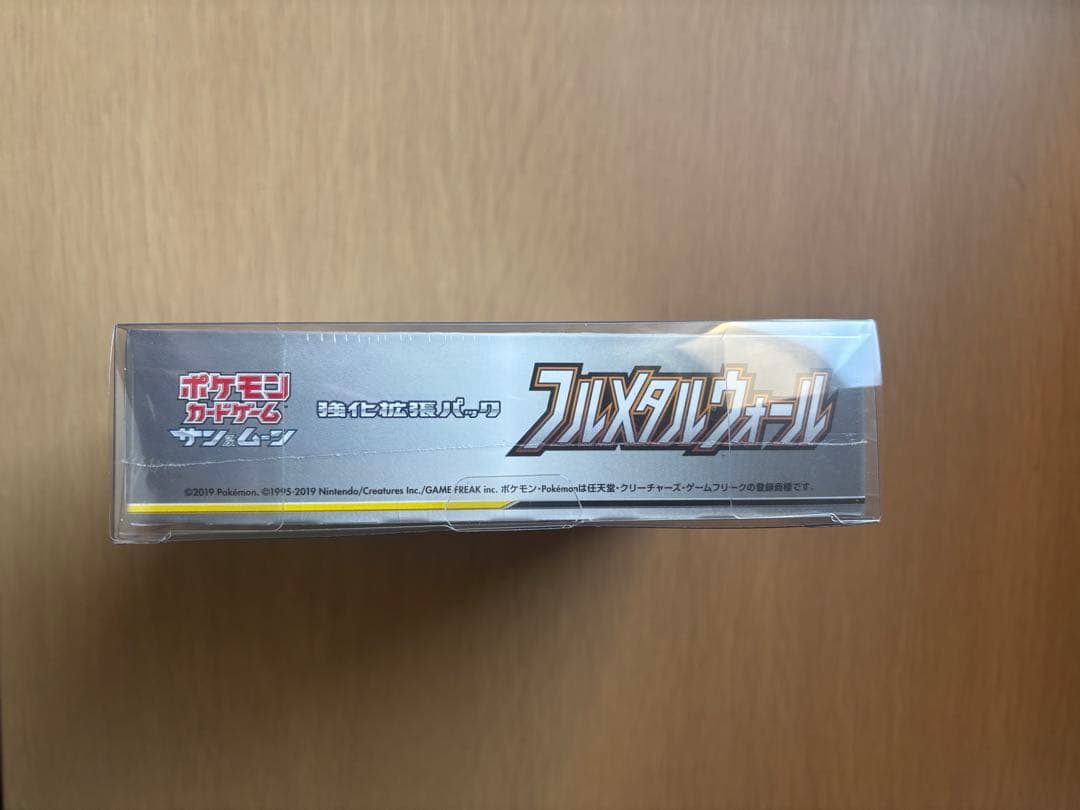 ポケモン
カードゲーム
サン&ムーン
強化拡張パック
フルメタルウォール
©2019 Pokémon. ©1995-2019 Nintendo/Creatures Inc./GAME FREAK inc. ポケモン・Pokémonは任天堂・クリーチャーズ・ゲームフリークの登録商標です。